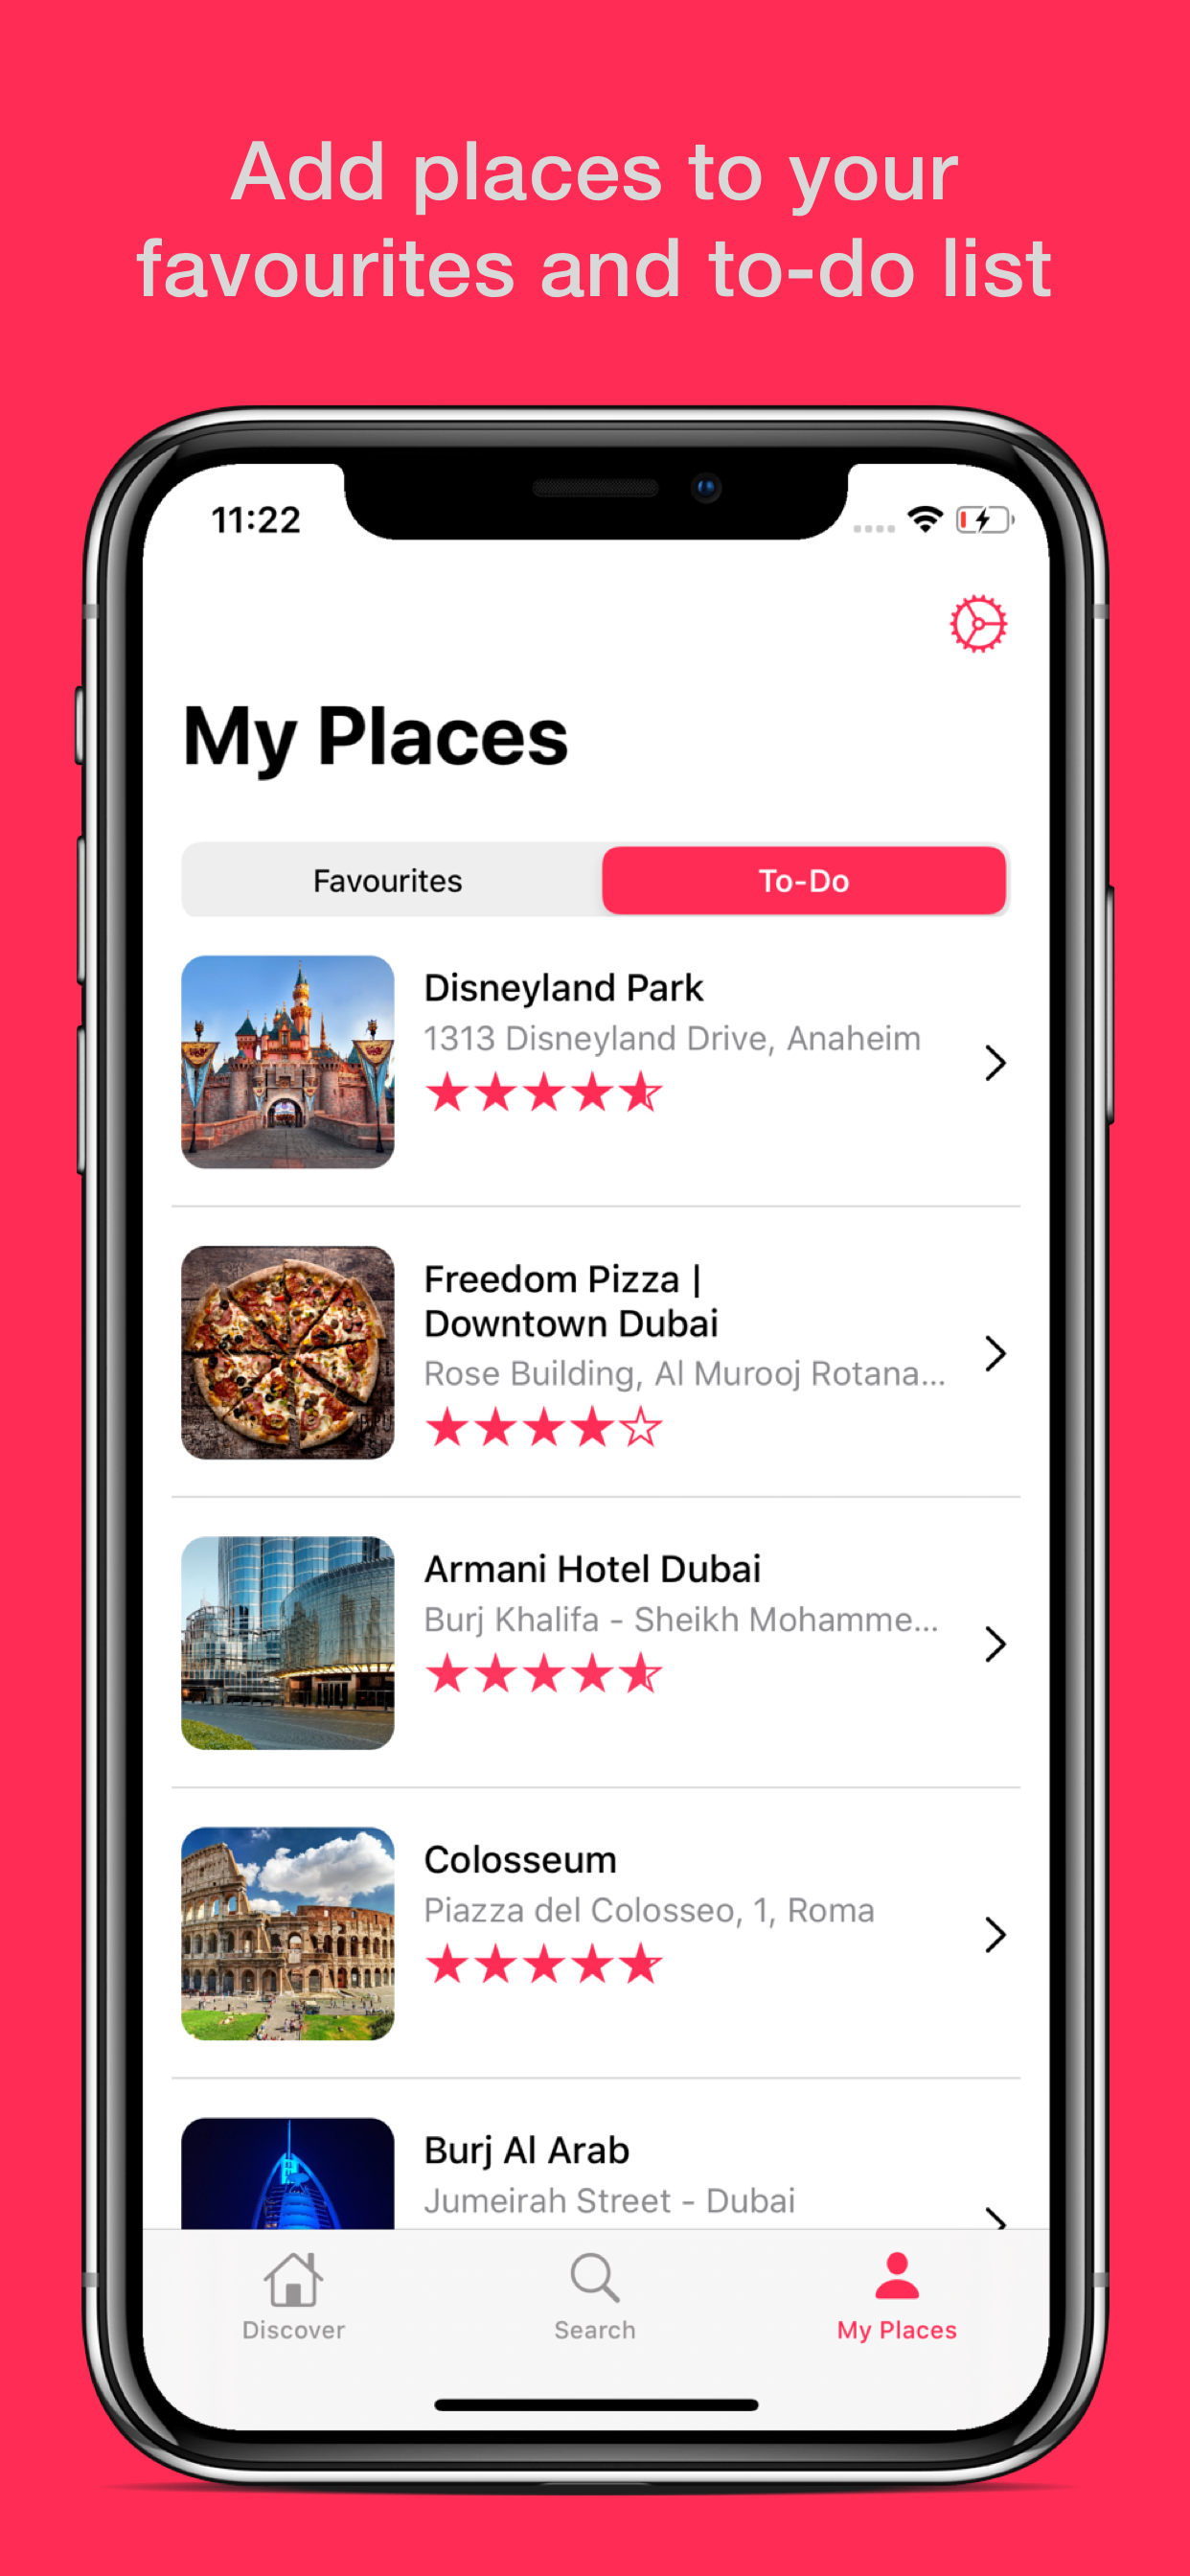 Add places to your
favourites and to-do list
11:22
My Places
Favourites
To-Do
Disneyland Park
1313 Disneyland Drive, Anaheim
Freedom Pizza |
Downtown Dubai
Rose Building, Al Murooj Rotana...
Armani Hotel Dubai
Burj Khalifa - Sheikh Mohamme...
Colosseum
Piazza del Colosseo, 1, Roma
Burj Al Arab
Jumeirah Street - Dubai
Discover
Search
My Places